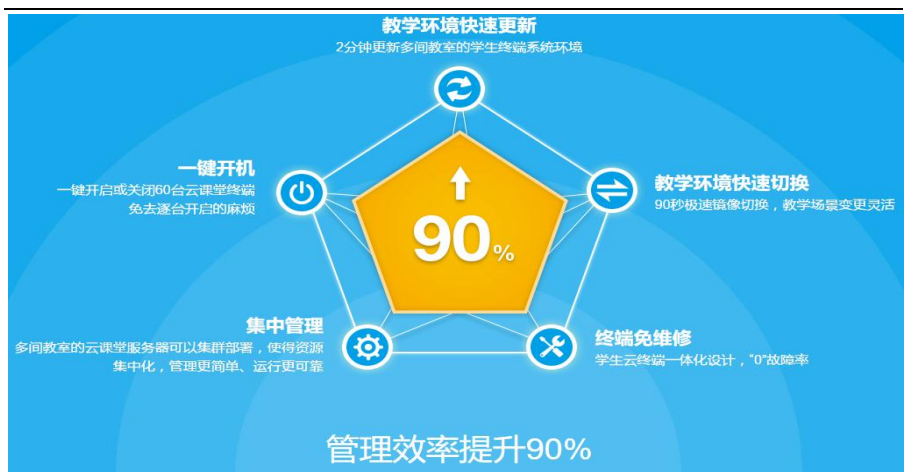 教学环境快速更新
2分钟更新多间教室的学生终端系统环境
一键开机
一键开启或关闭60台云课堂终端
免去逐台开启的麻烦
教学环境快速切换
90秒极速镜像切换，教学场景变更灵活
90%
集中管理
多间教室的云课堂服务器可以集群部署，使得资源
集中化，管理更简单、运行更可靠
终端免维修
学生云终端一体化设计，"0"故障率
管理效率提升90%